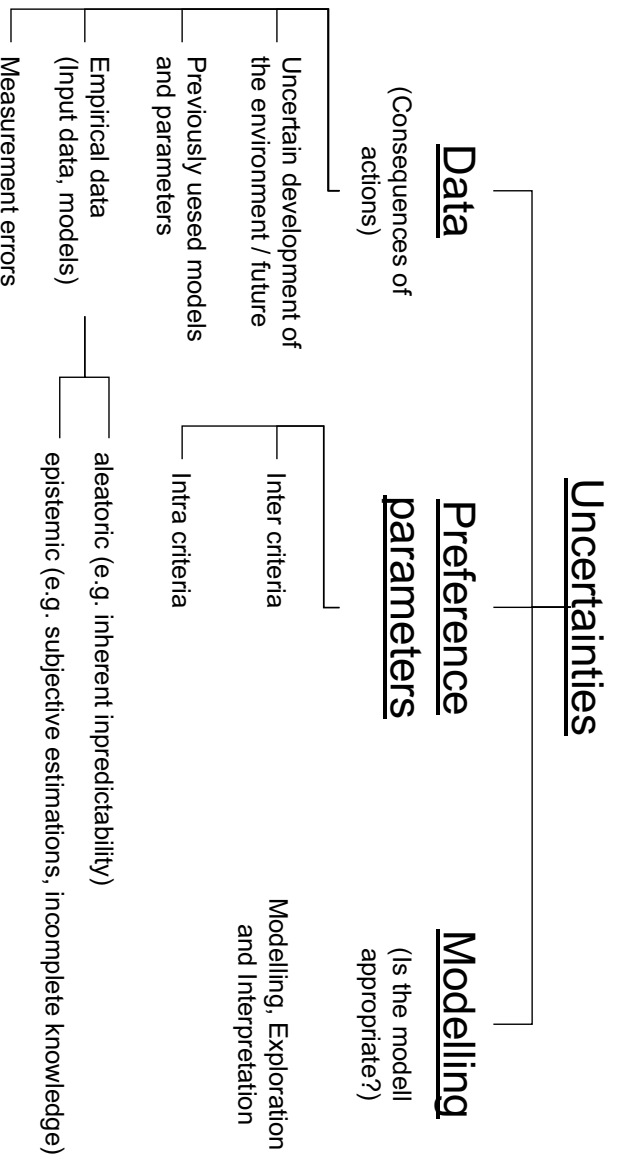 Uncertainties
Data
(Consequences of
actions)
Uncertain development of
the environment / future
Previously uesed models
and parameters
Empirical data
(Input data, models)
Measurement errors
aleatoric (e.g. inherent inpredictability)
epistemic (e.g. subjective estimations, incomplete knowledge)
Preference
parameters
Inter criteria
Intra criteria
Modelling
(Is the modell
appropriate?)
Modelling, Exploration
and Interpretation